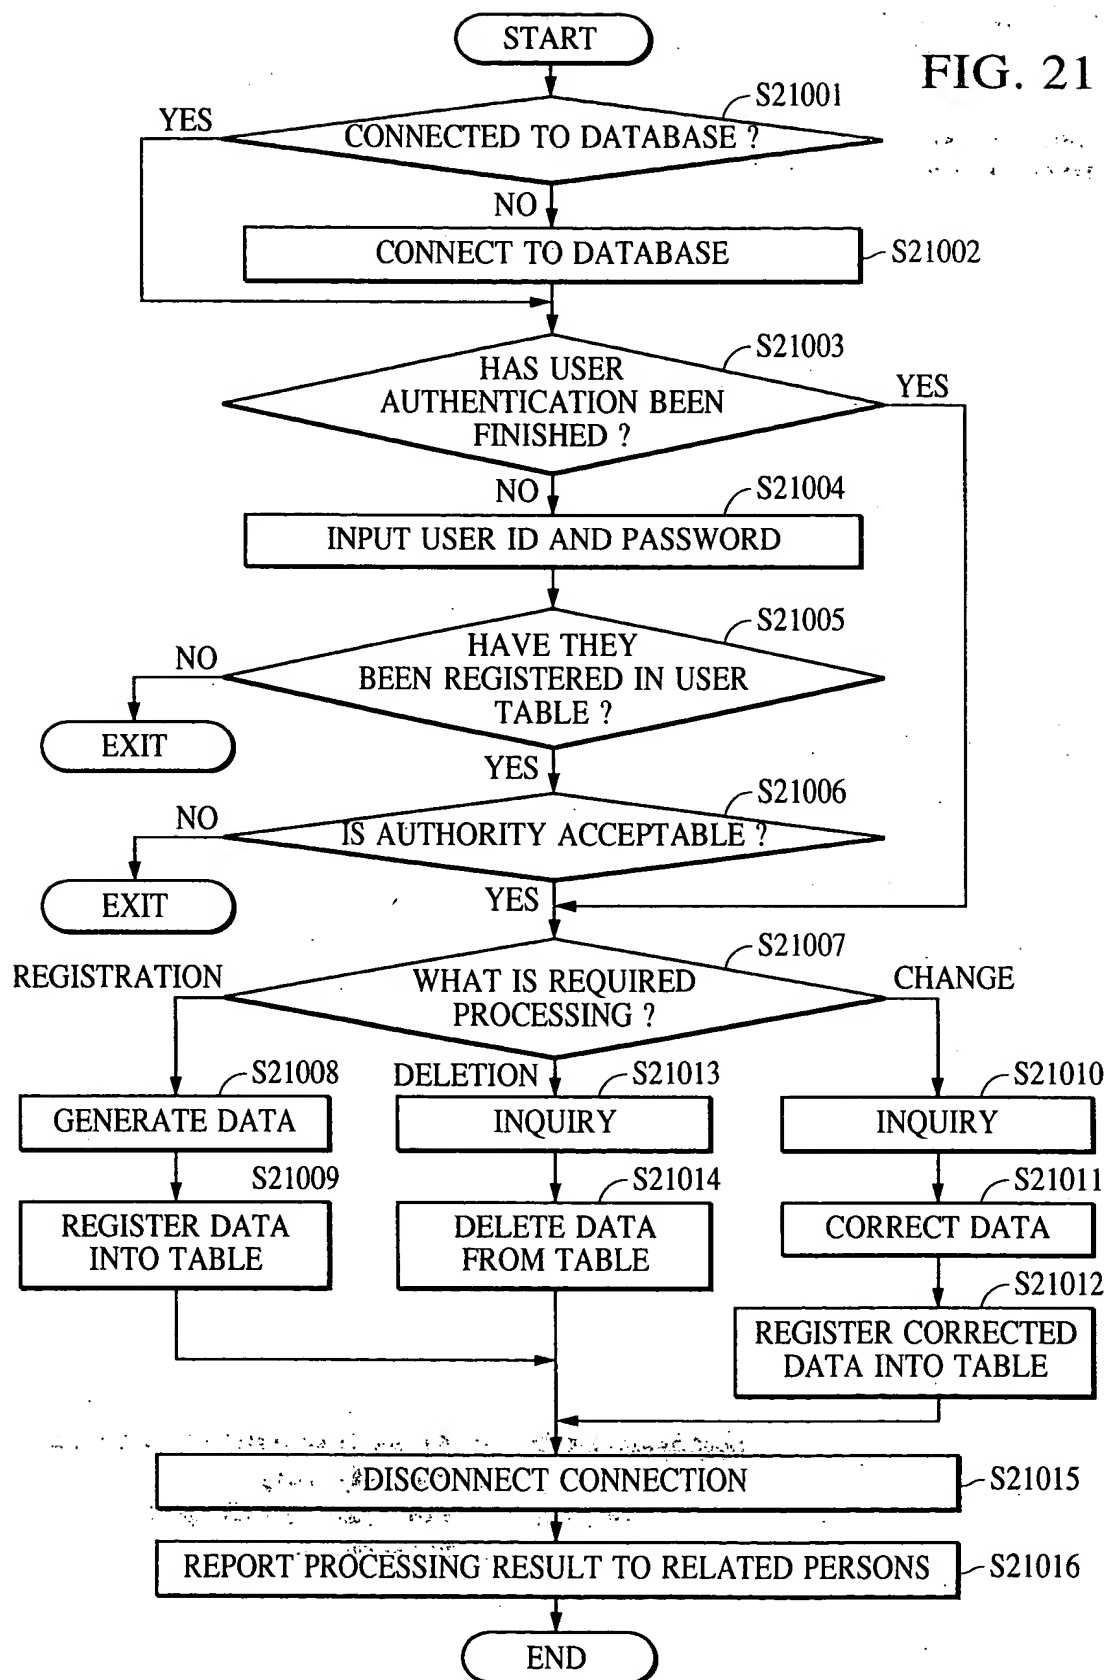 START
FIG. 21
S21001
YES
CONNECTED TO DATABASE ?
NO
CONNECT TO DATABASE
S21002
S21003
HAS USER
AUTHENTICATION BEEN
FINISHED ?
YES
NO
S21004
INPUT USER ID AND PASSWORD
S21005
HAVE THEY
BEEN REGISTERED IN USER
TABLE ?
NO
EXIT
YES
S21006
NO
IS AUTHORITY ACCEPTABLE ?
EXIT
YES
S21007
REGISTRATION
WHAT IS REQUIRED
PROCESSING ?
CHANGE
S21008
DELETION
S21013
S21010
GENERATE DATA
INQUIRY
INQUIRY
S21009
S21014
S21011
REGISTER DATA
INTO TABLE
DELETE DATA
FROM TABLE
CORRECT DATA
S21012
REGISTER CORRECTED
DATA INTO TABLE
DISCONNECT CONNECTION
S21015
REPORT PROCESSING RESULT TO RELATED PERSONS
S21016
END